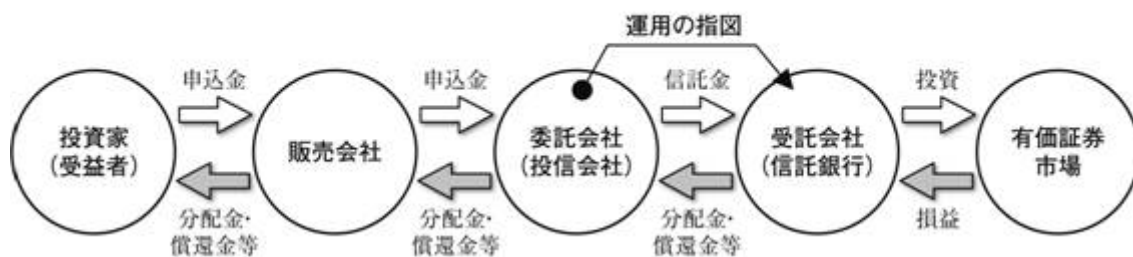 運用の指図
申込金
申込金
信託金
投資
投資家
(受益者)
販売会社
委託会社
(投信会社)
受託会社
(信託銀行)
有価証券
市場
分配金・
償還金等
分配金・
償還金等
分配金・
償還金等
損益